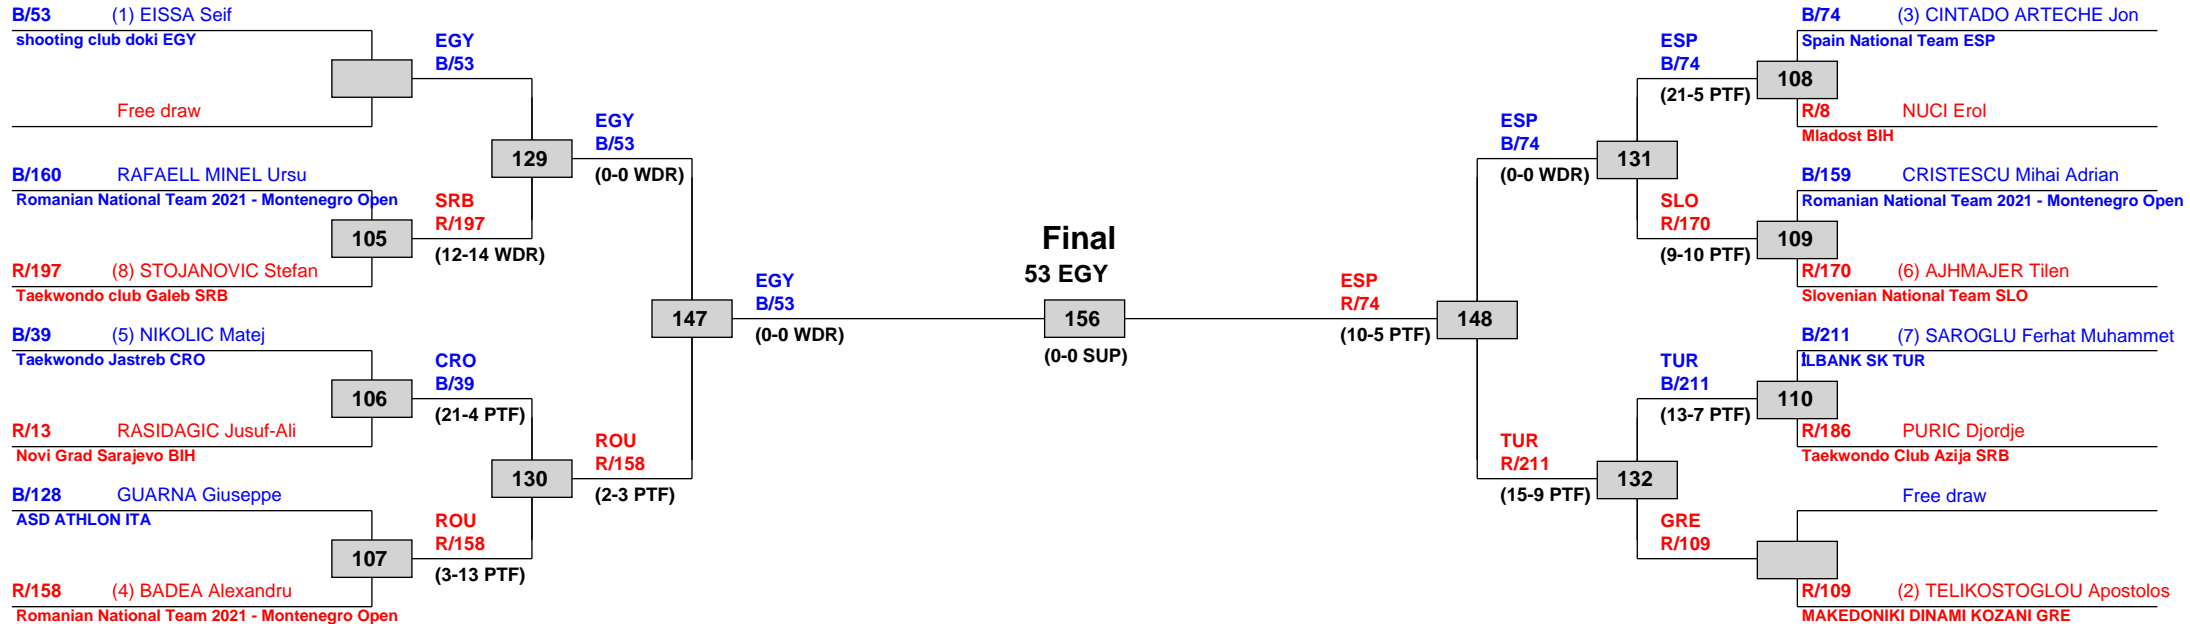 B/53 (1) EISSA Seif
shooting club doki EGY
Free draw
B/160 RAFAELL MINEL Ursu
Romanian National Team 2021 - Montenegro Open
R/197 (8) STOJANOVIC Stefan
Taekwondo club Galeb SRB
B/39 (5) NIKOLIC Matej
Taekwondo Jastreb CRO
R/13 RASIDAGIC Jusuf-Ali
Novi Grad Sarajevo BIH
B/128 GUARNA Giuseppe
ASD ATHLON ITA
R/158 (4) BADEA Alexandru
Romanian National Team 2021 - Montenegro Open
105
106
107
EGY
B/53
SRB
R/197
(12-14 WDR)
CRO
B/39
(21-4 PTF)
ROU
R/158
(3-13 PTF)
129
130
EGY
B/53
(0-0 WDR)
ROU
R/158
(2-3 PTF)
147
EGY
B/53
(0-0 WDR)
Final
53 EGY
156
(0-0 SUP)
ESP
R/74
(10-5 PTF)
148
ESP
B/74
(0-0 WDR)
TUR
R/211
(15-9 PTF)
131
132
ESP
B/74
(21-5 PTF)
SLO
R/170
(9-10 PTF)
TUR
B/211
(13-7 PTF)
GRE
R/109
108
109
110
B/74 (3) CINTADO ARTECHE Jon
Spain National Team ESP
R/8 NUCI Erol
Mladost BIH
B/159 CRISTESCU Mihai Adrian
Romanian National Team 2021 - Montenegro Open
R/170 (6) AJHMAJER Tilen
Slovenian National Team SLO
B/211 (7) SAROGLU Ferhat Muhammet
İLBANK SK TUR
R/186 PURIC Djordje
Taekwondo Club Azija SRB
Free draw
R/109 (2) TELIKOSTOGLOU Apostolos
MAKEDONIKI DINAMI KOZANI GRE